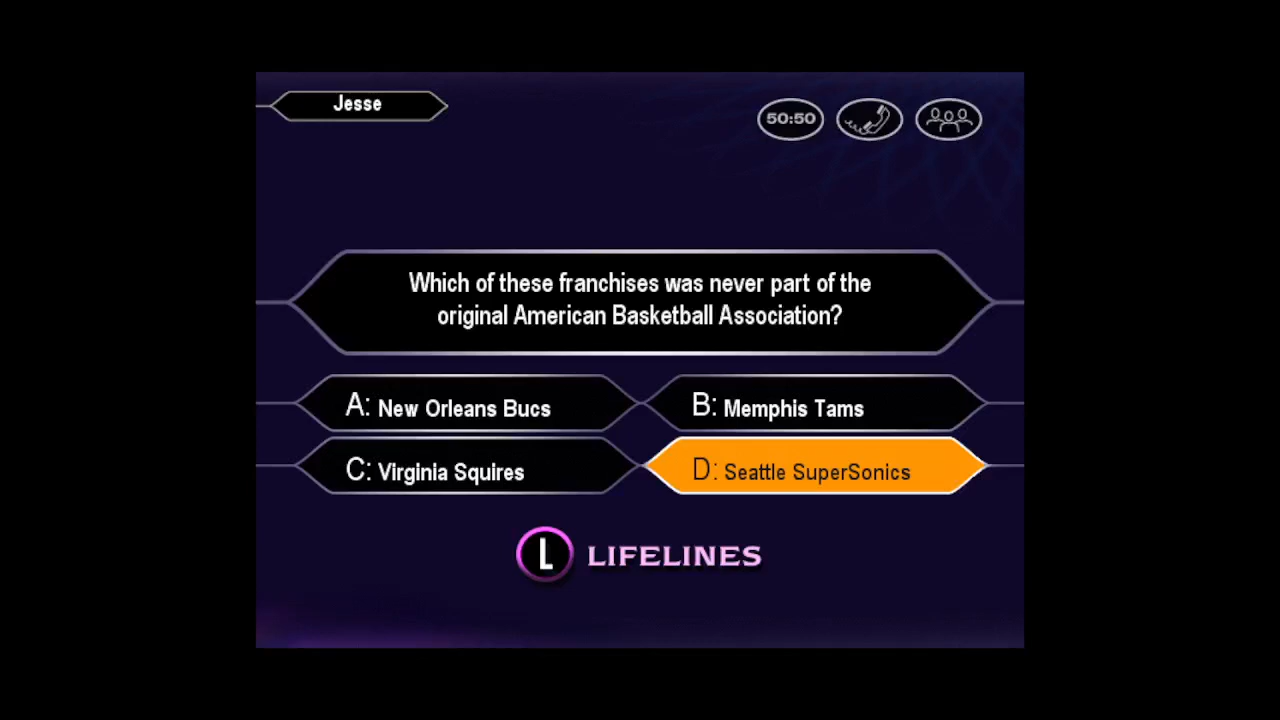 Jesse
50:50
Which of these franchises was never part of the
original American Basketball Association?
A: New Orleans Bucs
B: Memphis Tams
C: Virginia Squires
D: Seattle SuperSonics
L LIFELINES